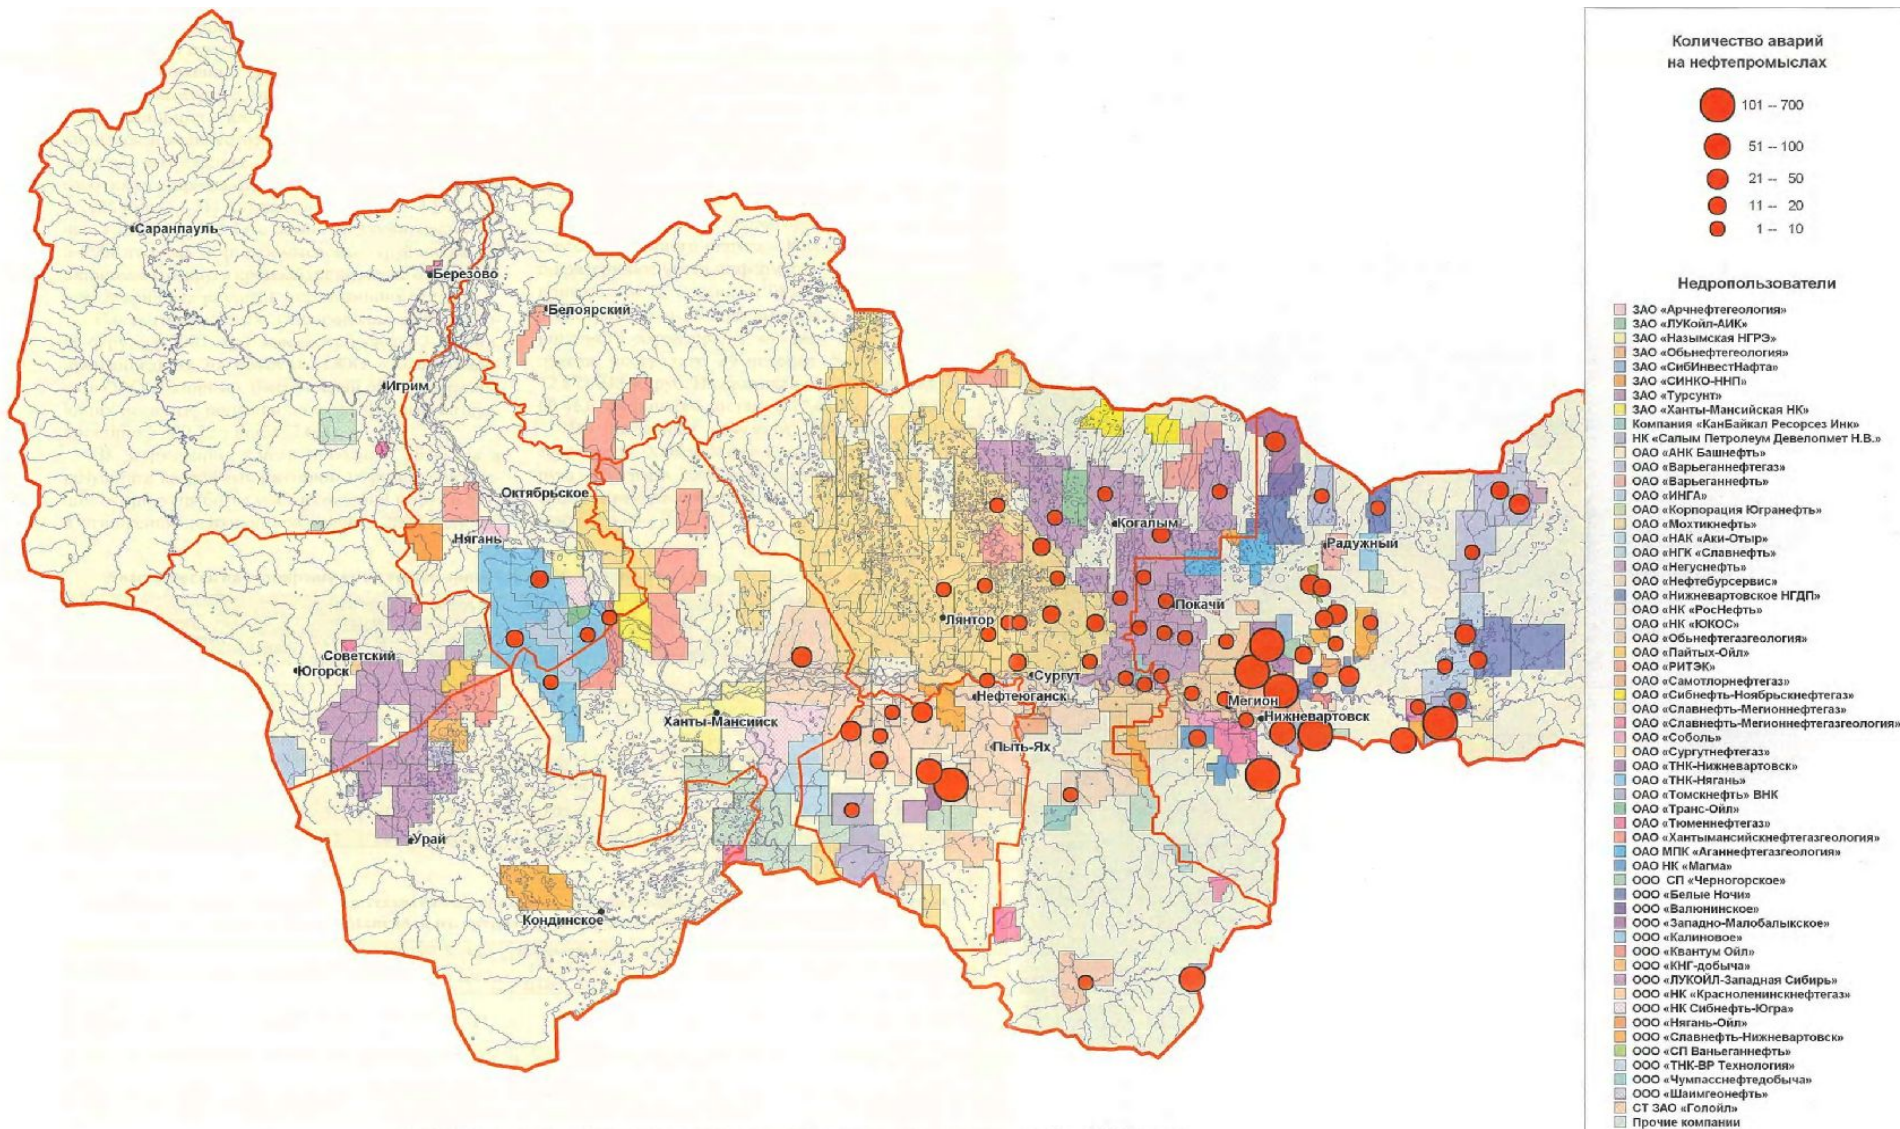 Саранпауль
Березово
Белоярский
Игрим
Октябрьское
Нягань
Когалым
Радужный
Покачи
Лянтор
Советский
Югорск
Сургут
Нефтеюганск
Мегион
Ханты-Мансийск
Нижневартовск
Пыть-Ях
Урай
Кондинское
Количество аварий
на нефтепромыслах
101 -- 700
51 -- 100
21 -- 50
11 -- 20
1 -- 10
Недропользователи
ЗАО «Арчнефтегеология»
ЗАО «ЛУКойл-АИК»
ЗАО «Назымская НГРЭ»
ЗАО «Обьнефтегеология»
ЗАО «СибИнвестНафта»
ЗАО «СИНКО-ННП»
ЗАО «Турсунт»
ЗАО «Ханты-Мансийская НК»
Компания «КанБайкал Ресорсез Инк»
НК «Салым Петролеум Девелопмет Н.В.»
ОАО «АНК Башнефть»
ОАО «Варьеганнефтегаз»
ОАО «Варьеганнефть»
ОАО «ИНГА»
ОАО «Корпорация Югранефть»
ОАО «Мохтикнефть»
ОАО «НАК «Аки-Отыр»
ОАО «НГК «Славнефть»
ОАО «Негуснефть»
ОАО «Нефтебурсервис»
ОАО «Нижневартовское НГДП»
ОАО «НК «РосНефть»
ОАО «НК «ЮКОС»
ОАО «Обьнефтегазгеология»
ОАО «Пайтых-Ойл»
ОАО «РИТЭК»
ОАО «Самотлорнефтегаз»
ОАО «Сибнефть-Ноябрьскнефтегаз»
ОАО «Славнефть-Мегионнефтегаз»
ОАО «Славнефть-Мегионнефтегазгеология»
ОАО «Соболь»
ОАО «Сургутнефтегаз»
ОАО «ТНК-Нижневартовск»
ОАО «ТНК-Нягань»
ОАО «Томскнефть» ВНК
ОАО «Транс-Ойл»
ОАО «Тюменнефтегаз»
ОАО «Хантымансийскнефтегазгеология»
ОАО МПК «Аганнефтегазгеология»
ОАО НК «Магма»
ООО СП «Черногорское»
ООО «Белые Ночи»
ООО «Валюнинское»
ООО «Западно-Малобалыкское»
ООО «Калиновое»
ООО «Квантум Ойл»
ООО «КНГ-добыча»
ООО «ЛУКОЙЛ-Западная Сибирь»
ООО «НК «Красноленинскнефтегаз»
ООО «НК Сибнефть-Югра»
ООО «Нягань-Ойл»
ООО «Славнефть-Нижневартовск»
ООО «СП Ваньеганнефть»
ООО «ТНК-ВР Технология»
ООО «Чумпасснефтедобыча»
ООО «Шаимгеонефть»
СТ ЗАО «Голойл»
Прочие компании